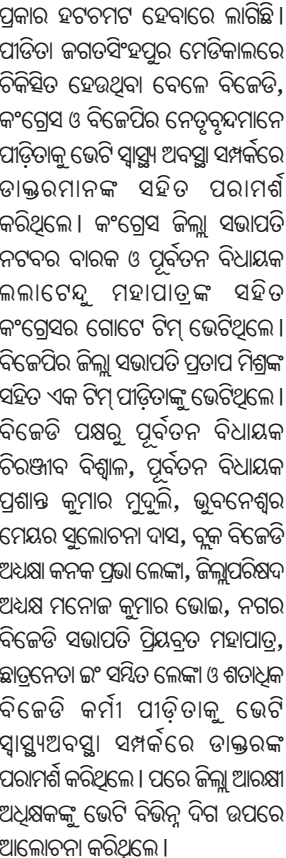 ପ୍ରକାର ହଟଚମଟ ହେବାରେ ଲାଗିଛି।
ପୀଡିତା ଜଗତସିଂହପୁର ମେଡିକାଲରେ
ଚିକିତ୍ସିତ ହେଉଥିବା ବେଳେ ବିଜେଡି,
କଂଗ୍ରେସ ଓ ବିଜେପିର ନେତୃବୃନ୍ଦମାନେ
ପୀଡ଼ିତାକୁ ଭେଟି ସ୍ୱାସ୍ଥ୍ୟ ଅବସ୍ଥା ସମ୍ପର୍କରେ
ଡାକ୍ତରମାନଙ୍କ ସହିତ ପରାମର୍ଶ
କରିଥିଲେ। କଂଗ୍ରେସ ଜିଲ୍ଲା ସଭାପତି
ନଟବର ବାରକ ଓ ପୂର୍ବତନ ବିଧାୟକ
ଲଲାଟେନ୍ଦୁ ମହାପାତ୍ରଙ୍କ ସହିତ
କଂଗ୍ରେସର ଗୋଟେ ଟିମ୍ ଭେଟିଥିଲେ।
ବିଜେପିର ଜିଲ୍ଲା ସଭାପତି ପ୍ରତାପ ମିଶ୍ରଙ୍କ
ସହିତ ଏକ ଟିମ୍ ପୀଡ଼ିତାଙ୍କୁ ଭେଟିଥିଲେ।
ବିଜେଡି ପକ୍ଷରୁ ପୂର୍ବତନ ବିଧାୟକ
ଚିରଞ୍ଜୀବ ବିଶ୍ୱାଳ, ପୂର୍ବତନ ବିଧାୟକ
ପ୍ରଶାନ୍ତ କୁମାର ମୁଦୁଲି, ଭୁବନେଶ୍ୱର
ମେୟର ସୁଲୋଚନା ଦାସ, ବ୍ଲକ ବିଜେଡି
ଅଧ୍ୟକ୍ଷା କନକ ପ୍ରଭା ଲେଙ୍କା, ଜିଲ୍ଲାପରିଷଦ
ଅଧ୍ୟକ୍ଷ ମନୋଜ କୁମାର ଭୋଇ, ନଗର
ବିଜେଡି ସଭାପତି ପ୍ରିୟବ୍ରତ ମହାପାତ୍ର,
ଛାତ୍ରନେତା ଇଂ ସମ୍ବିତ ଲେଙ୍କା ଓ ଶତାଧିକ
ବିଜେଡି କର୍ମୀ ପୀଡ଼ିତାକୁ ଭେଟି
ସ୍ୱାସ୍ଥ୍ୟଅବସ୍ଥା ସମ୍ପର୍କରେ ଡାକ୍ତରଙ୍କ
ପରାମର୍ଶ କରିଥିଲେ। ପରେ ଜିଲ୍ଲା ଆରକ୍ଷୀ
ଅଧିକ୍ଷକଙ୍କୁ ଭେଟି ବିଭିନ୍ନ ଦିଗ ଉପରେ
ଆଲୋଚନା କରିଥିଲେ।